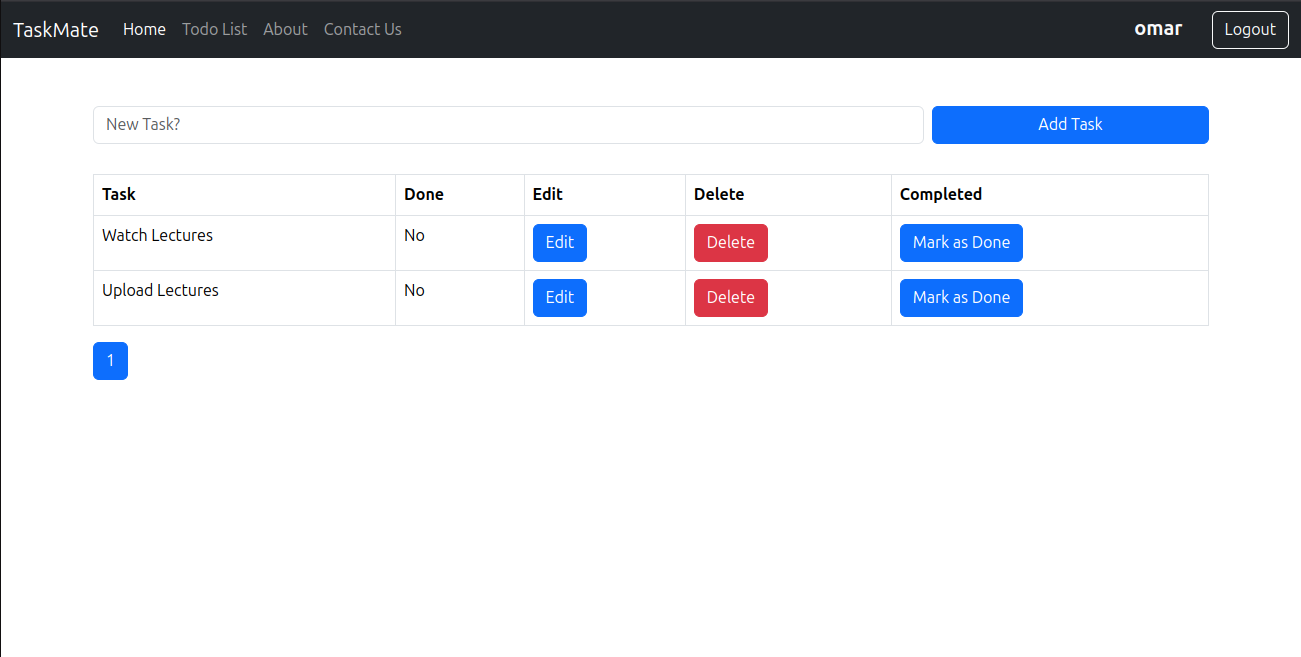 TaskMate Home Todo List About Contact Us omar Logout
New Task? Add Task
Task Done Edit Delete Completed
Watch Lectures No Edit Delete Mark as Done
Upload Lectures No Edit Delete Mark as Done
1